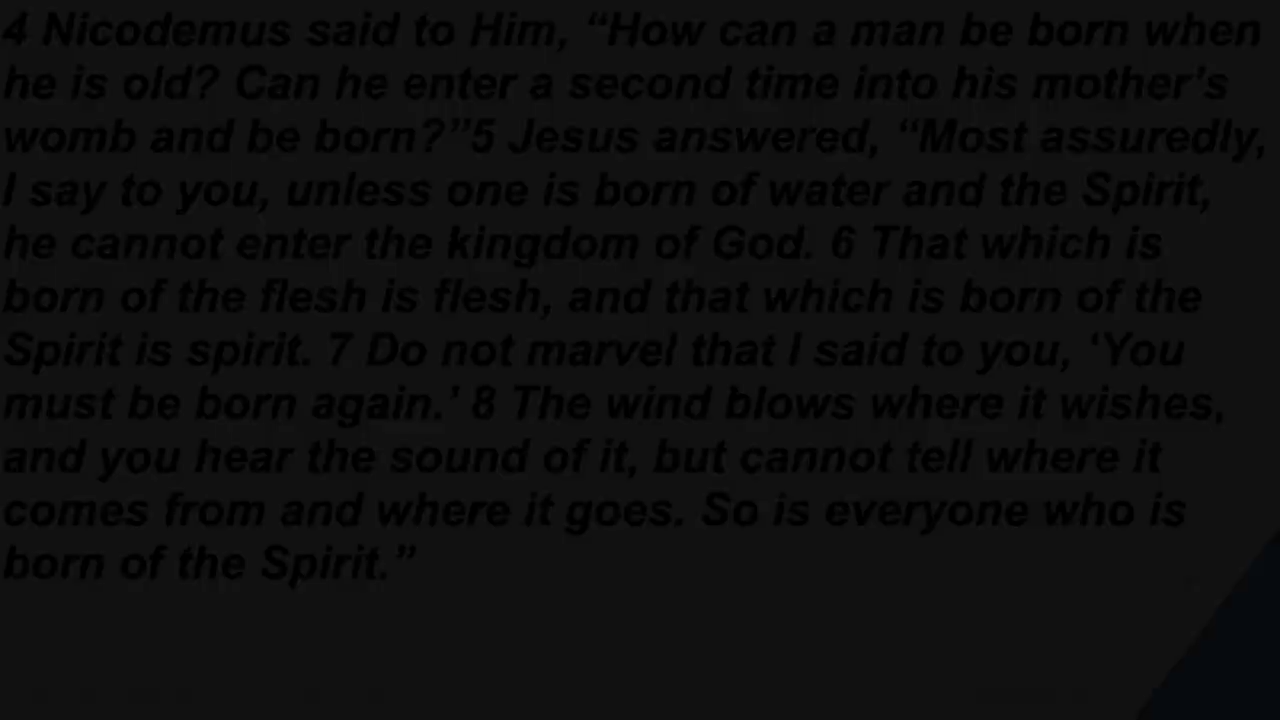 4 Nicodemus said to Him, “How can a man be born when
he is old? Can he enter a second time into his mother’s
womb and be born?”5 Jesus answered, “Most assuredly,
I say to you, unless one is born of water and the Spirit,
he cannot enter the kingdom of God. 6 That which is
born of the flesh is flesh, and that which is born of the
Spirit is spirit. 7 Do not marvel that I said to you, ‘You
must be born again.’ 8 The wind blows where it wishes,
and you hear the sound of it, but cannot tell where it
comes from and where it goes. So is everyone who is
born of the Spirit.”